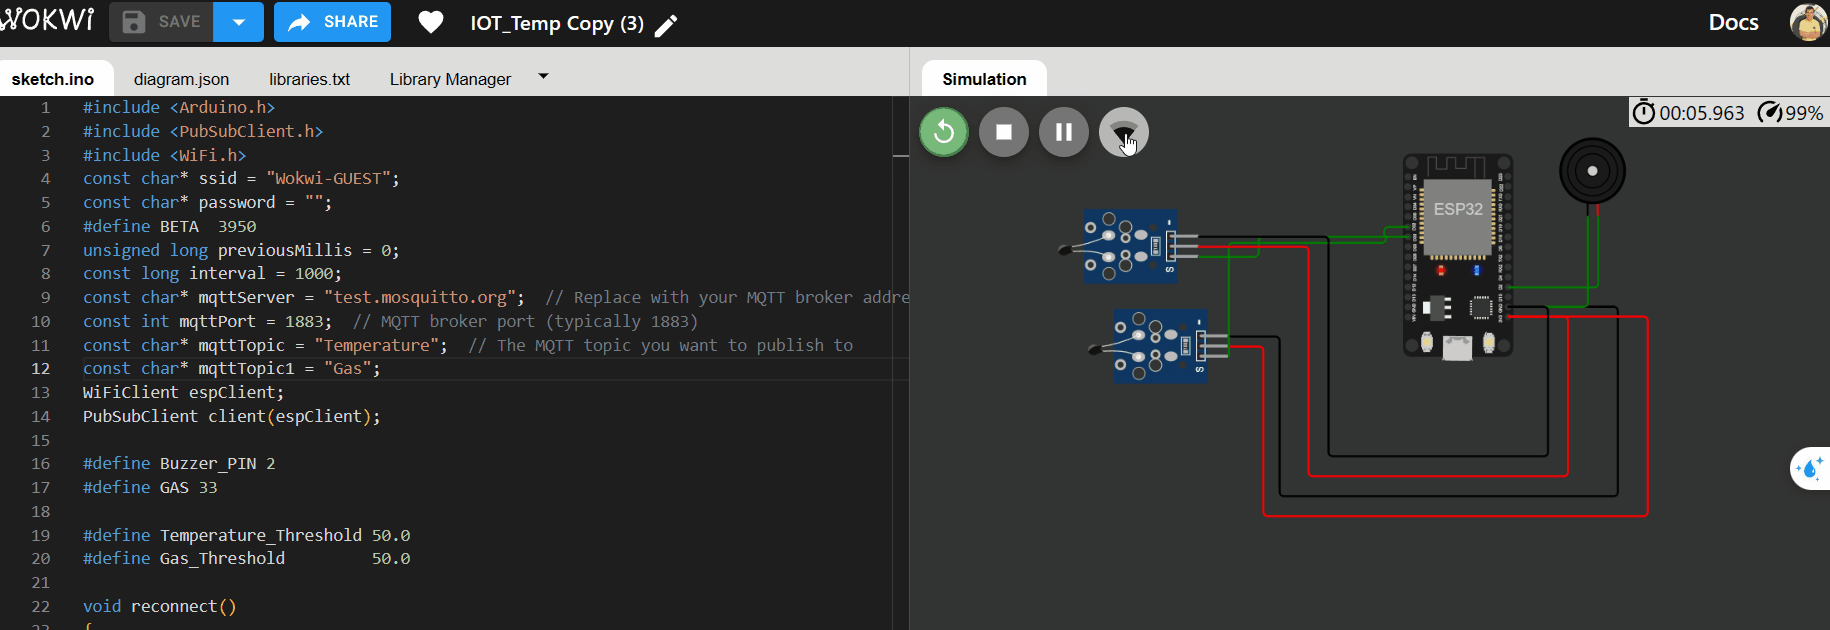 WOKWi SAVE SHARE IOT_Temp Copy (3) Docs
sketch.ino diagram.json libraries.txt Library Manager
Simulation
00:05.963 99%
1 #include <Arduino.h>
2 #include <PubSubClient.h>
3 #include <WiFi.h>
4 const char* ssid = "Wokwi-GUEST";
5 const char* password = "";
6 #define BETA  3950
7 unsigned long previousMillis = 0;
8 const long interval = 1000;
9 const char* mqttServer = "test.mosquitto.org";  // Replace with your MQTT broker addre
10 const int mqttPort = 1883;  // MQTT broker port (typically 1883)
11 const char* mqttTopic = "Temperature";  // The MQTT topic you want to publish to
12 const char* mqttTopic1 = "Gas";
13 WiFiClient espClient;
14 PubSubClient client(espClient);
15
16 #define Buzzer_PIN 2
17 #define GAS 33
18
19 #define Temperature_Threshold 50.0
20 #define Gas_Threshold         50.0
21
22 void reconnect()
23 {
ESP32
S
S